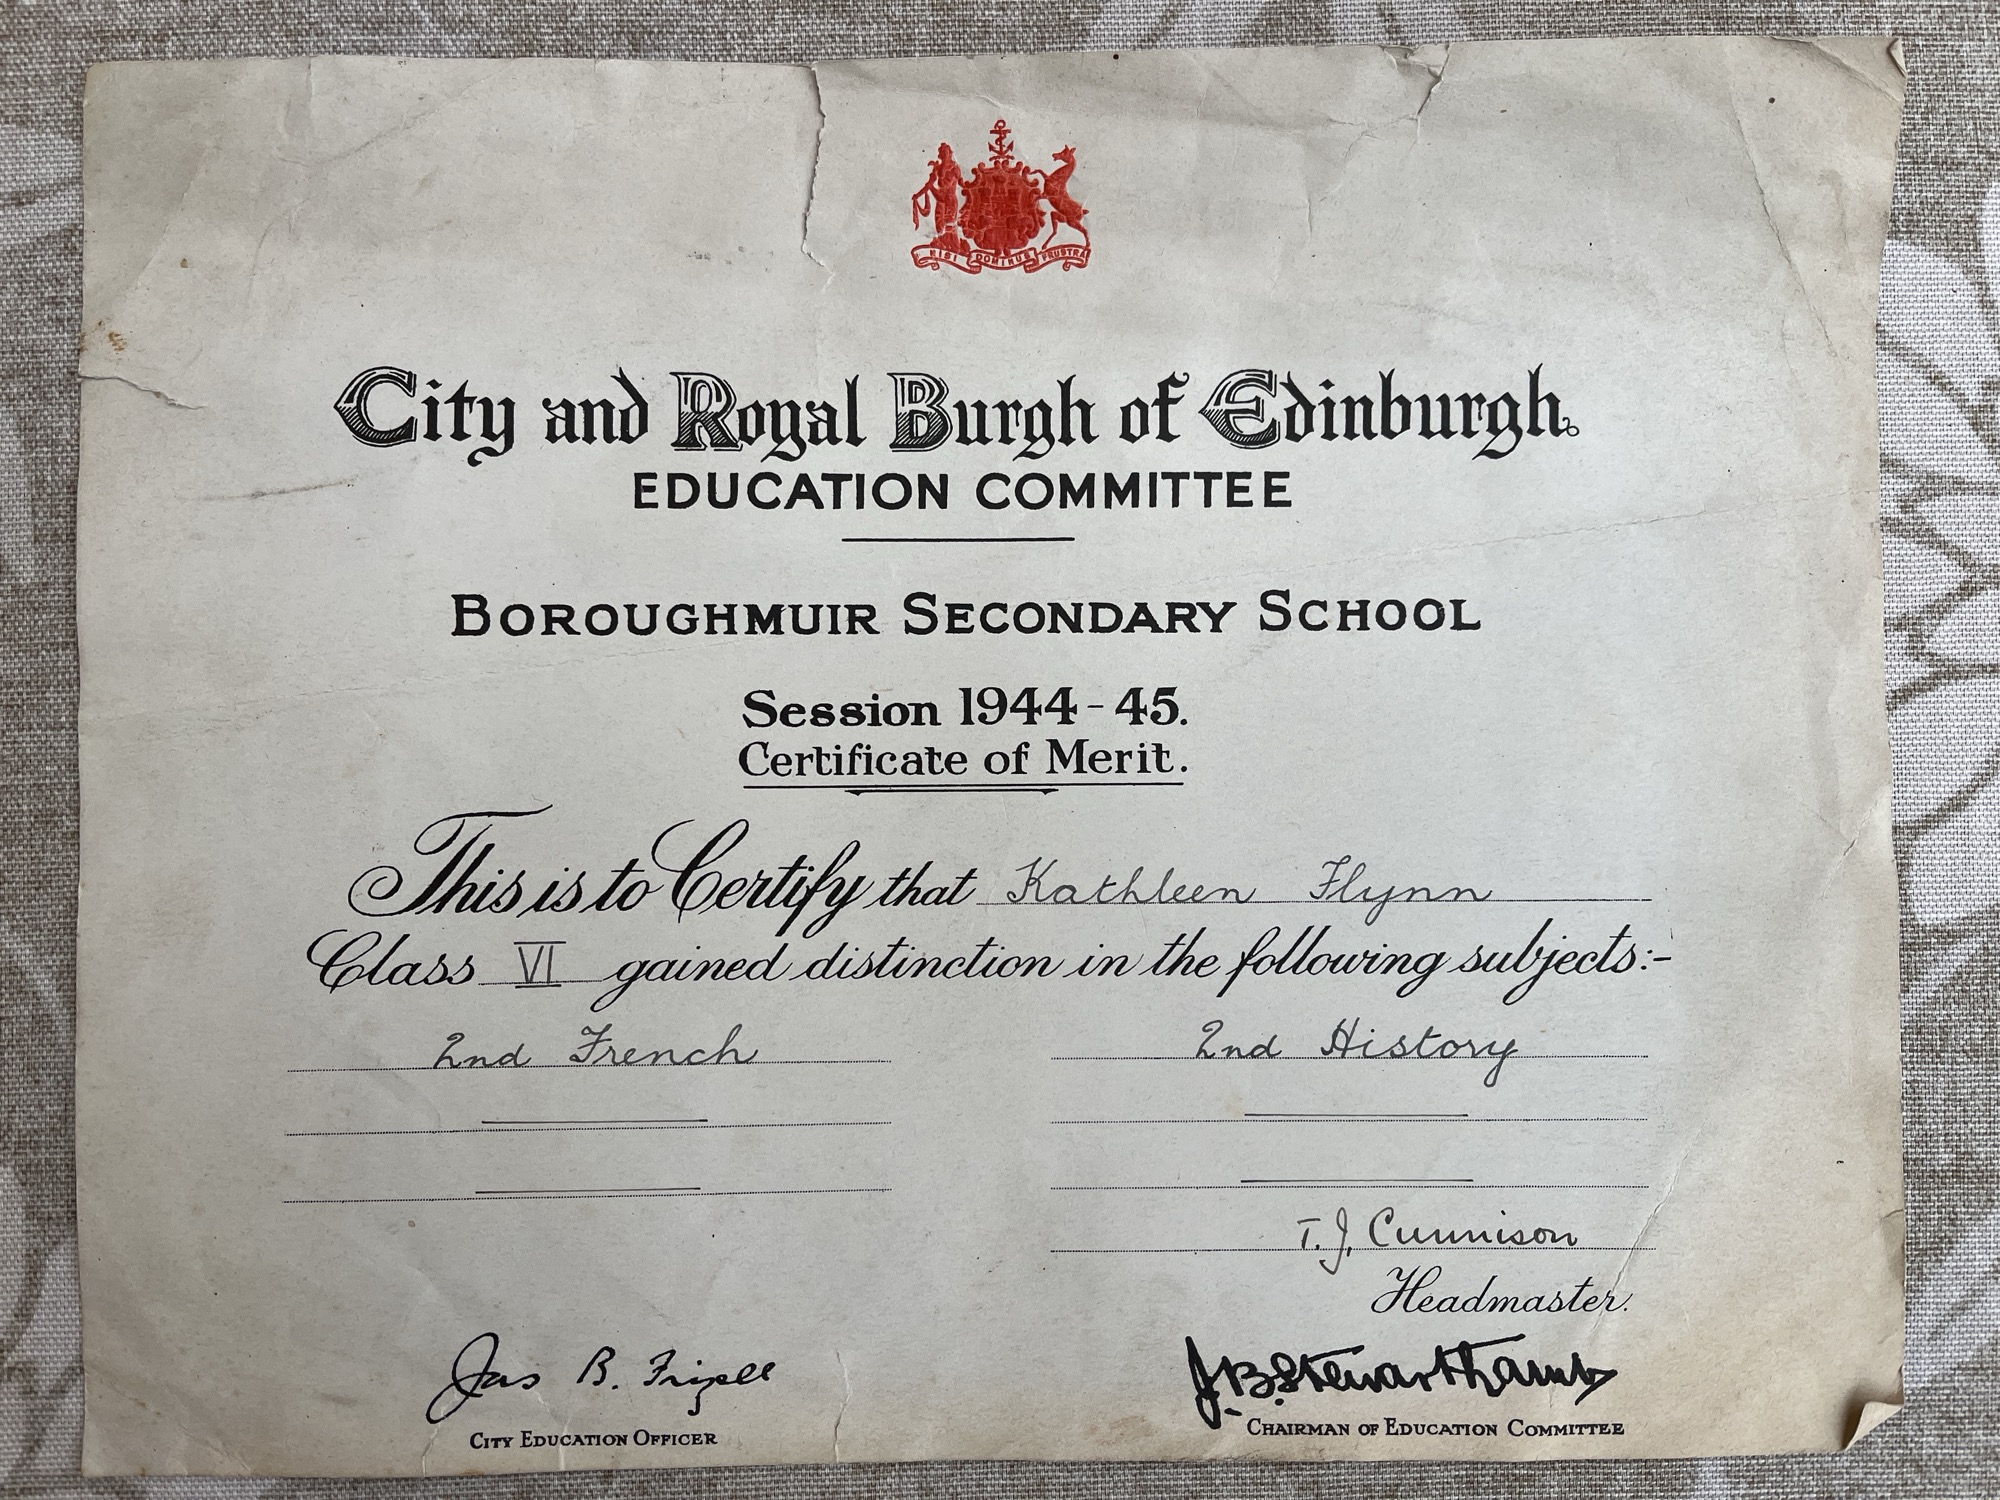 NISI DOMINUS FRUSTRA
City and Royal Burgh of Edinburgh.
EDUCATION COMMITTEE
BOROUGHMUIR SECONDARY SCHOOL
Session 1944-45.
Certificate of Merit.
This is to Certify that Kathleen Flynn
Class VI gained distinction in the following subjects:-
2nd French 2nd History
T. J. Cunnison
Headmaster.
Jas B. Frizell J. B. Stewart Lamb
CITY EDUCATION OFFICER CHAIRMAN OF EDUCATION COMMITTEE